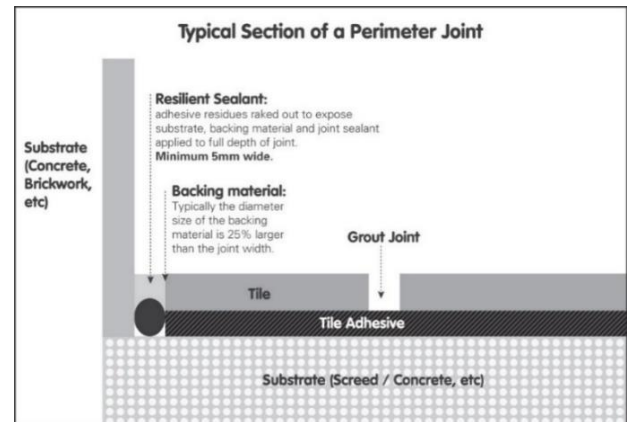 Typical Section of a Perimeter Joint
Resilient Sealant:
adhesive residues raked out to expose
substrate, backing material and joint sealant
applied to full depth of joint.
Minimum 5mm wide.
Substrate
(Concrete,
Brickwork,
etc)
Backing material:
Typically the diameter
size of the backing
material is 25% larger
than the joint width.
Grout Joint
Tile
Tile Adhesive
Substrate (Screed / Concrete, etc)